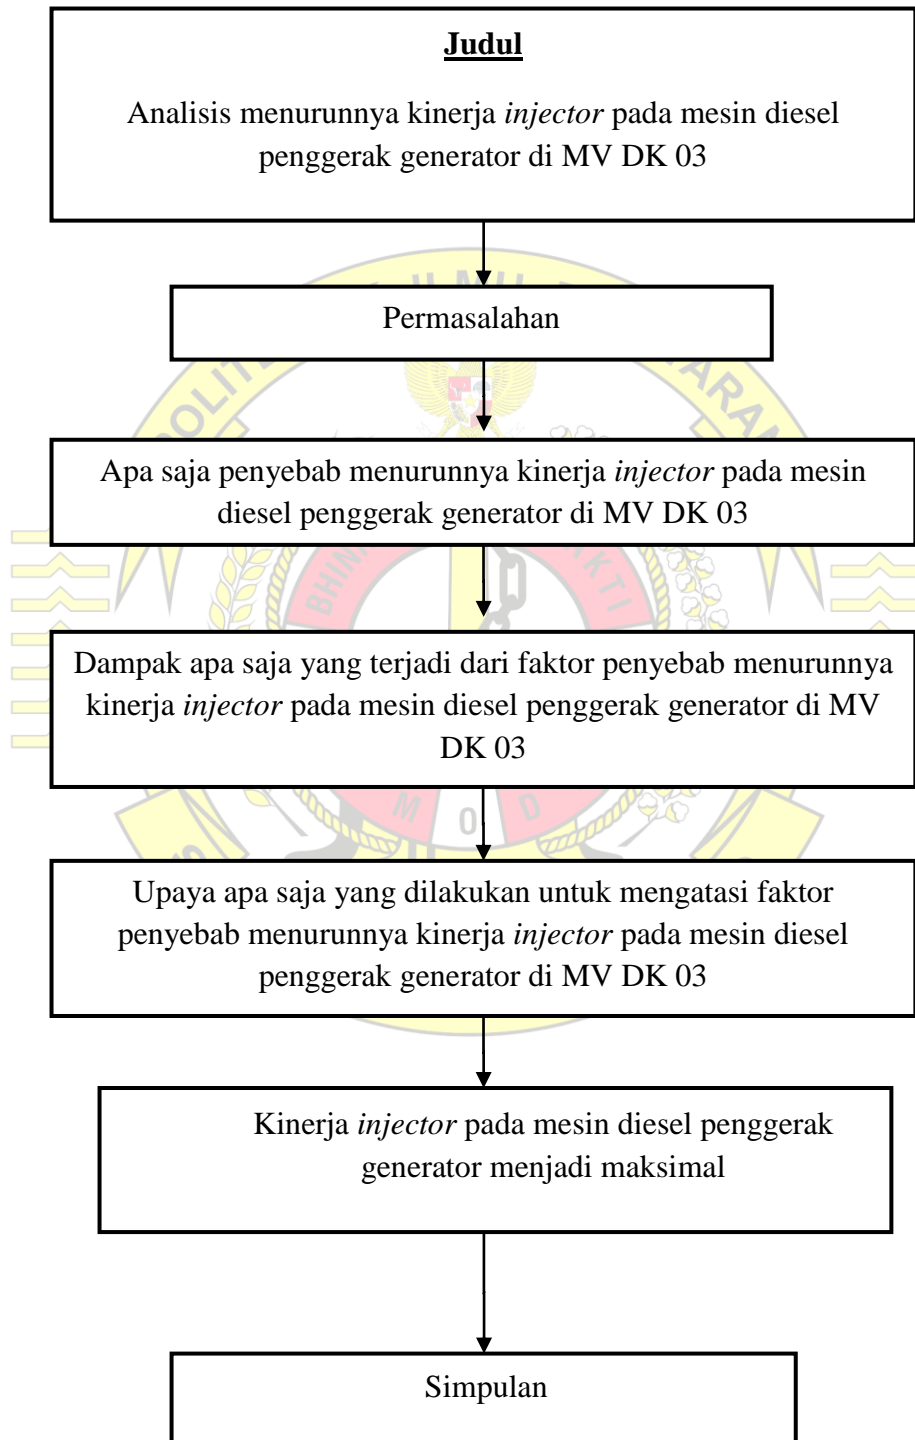 Judul
Analisis menurunnya kinerja injector pada mesin diesel
penggerak generator di MV DK 03
Permasalahan
Apa saja penyebab menurunnya kinerja injector pada mesin
diesel penggerak generator di MV DK 03
Dampak apa saja yang terjadi dari faktor penyebab menurunnya
kinerja injector pada mesin diesel penggerak generator di MV
DK 03
Upaya apa saja yang dilakukan untuk mengatasi faktor
penyebab menurunnya kinerja injector pada mesin diesel
penggerak generator di MV DK 03
Kinerja injector pada mesin diesel penggerak
generator menjadi maksimal
Simpulan